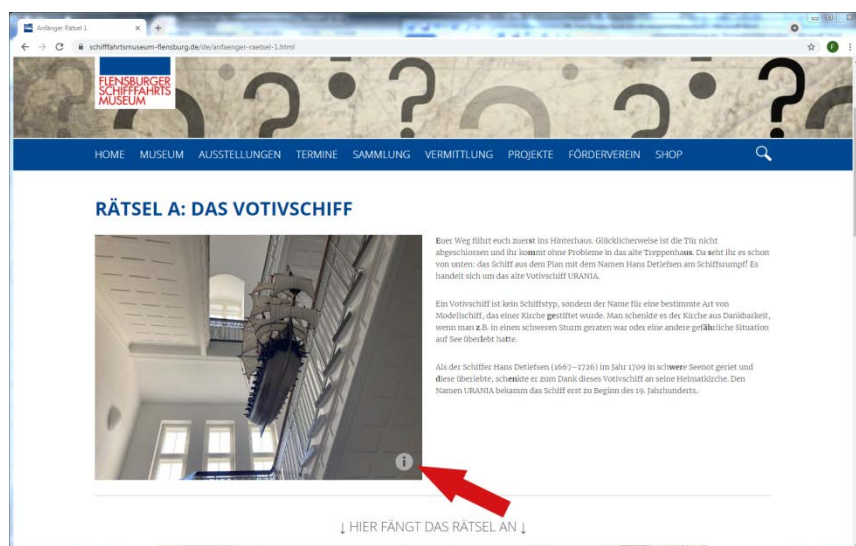 Anfänger Rätsel 1
schifffahrtsmuseum-flensburg.de/de/anfaenger-raetsel-1.html
F
FLENSBURGER
SCHIFFFAHRTS
MUSEUM
HOME MUSEUM AUSSTELLUNGEN TERMINE SAMMLUNG VERMITTLUNG PROJEKTE FÖRDERVEREIN SHOP
RÄTSEL A: DAS VOTIVSCHIFF
Euer Weg führt euch zuerst ins Hinterhaus. Glücklicherweise ist die Tür nicht
abgeschlossen und ihr kommt ohne Probleme in das alte Treppenhaus. Da seht ihr es schon
von unten: das Schiff aus dem Plan mit dem Namen Hans Detlefsen am Schiffsrumpf! Es
handelt sich um das alte Votivschiff URANIA.
Ein Votivschiff ist kein Schiffstyp, sondern der Name für eine bestimmte Art von
Modellschiff, das einer Kirche gestiftet wurde. Man schenkte es der Kirche aus Dankbarkeit,
wenn man z.B. in einen schweren Sturm geraten war oder eine andere gefährliche Situation
auf See überlebt hatte.
Als der Schiffer Hans Detlefsen (1667–1726) im Jahr 1709 in schwere Seenot geriet und
diese überlebte, schenkte er zum Dank dieses Votivschiff an seine Heimatkirche. Den
Namen URANIA bekamm das Schiff erst zu Beginn des 19. Jahrhunderts.
i
↓ HIER FÄNGT DAS RÄTSEL AN ↓